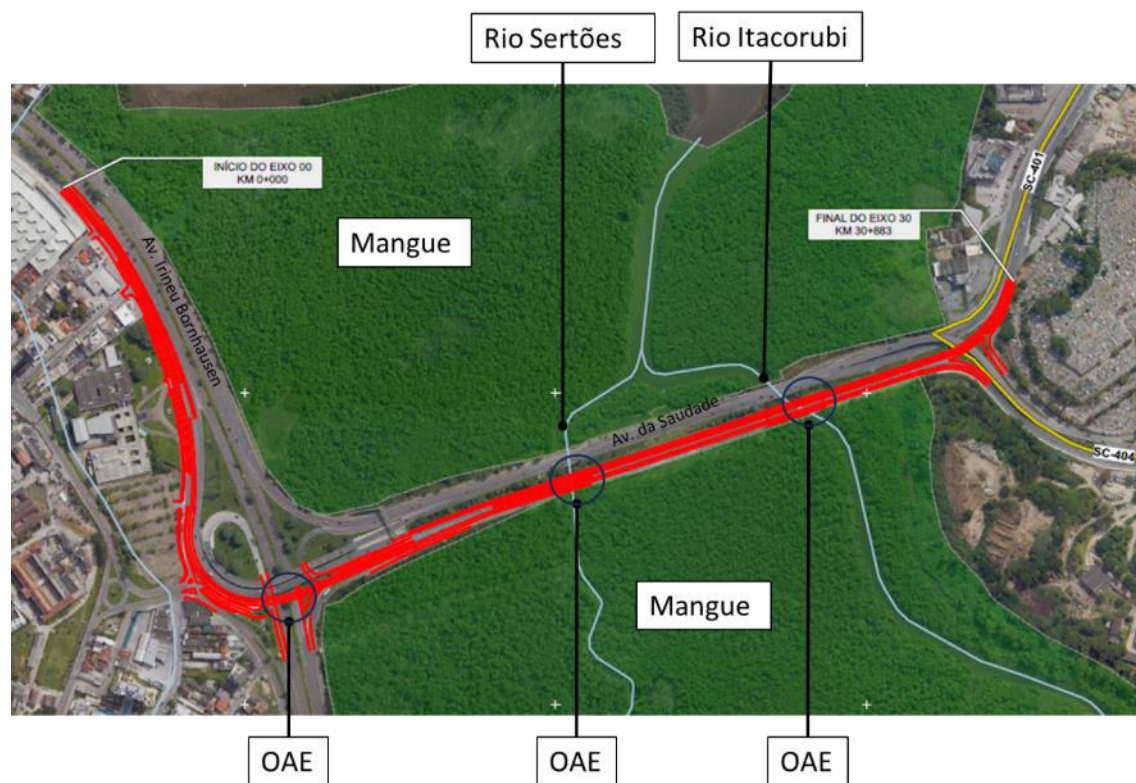 Rio Sertões
Rio Itacorubi
INÍCIO DO EIXO 00
KM 0+000
Mangue
SC-401
FINAL DO EIXO 30
KM 30+883
Av. Irineu Bornhausen
Av. da Saudade
SC-404
Mangue
OAE
OAE
OAE